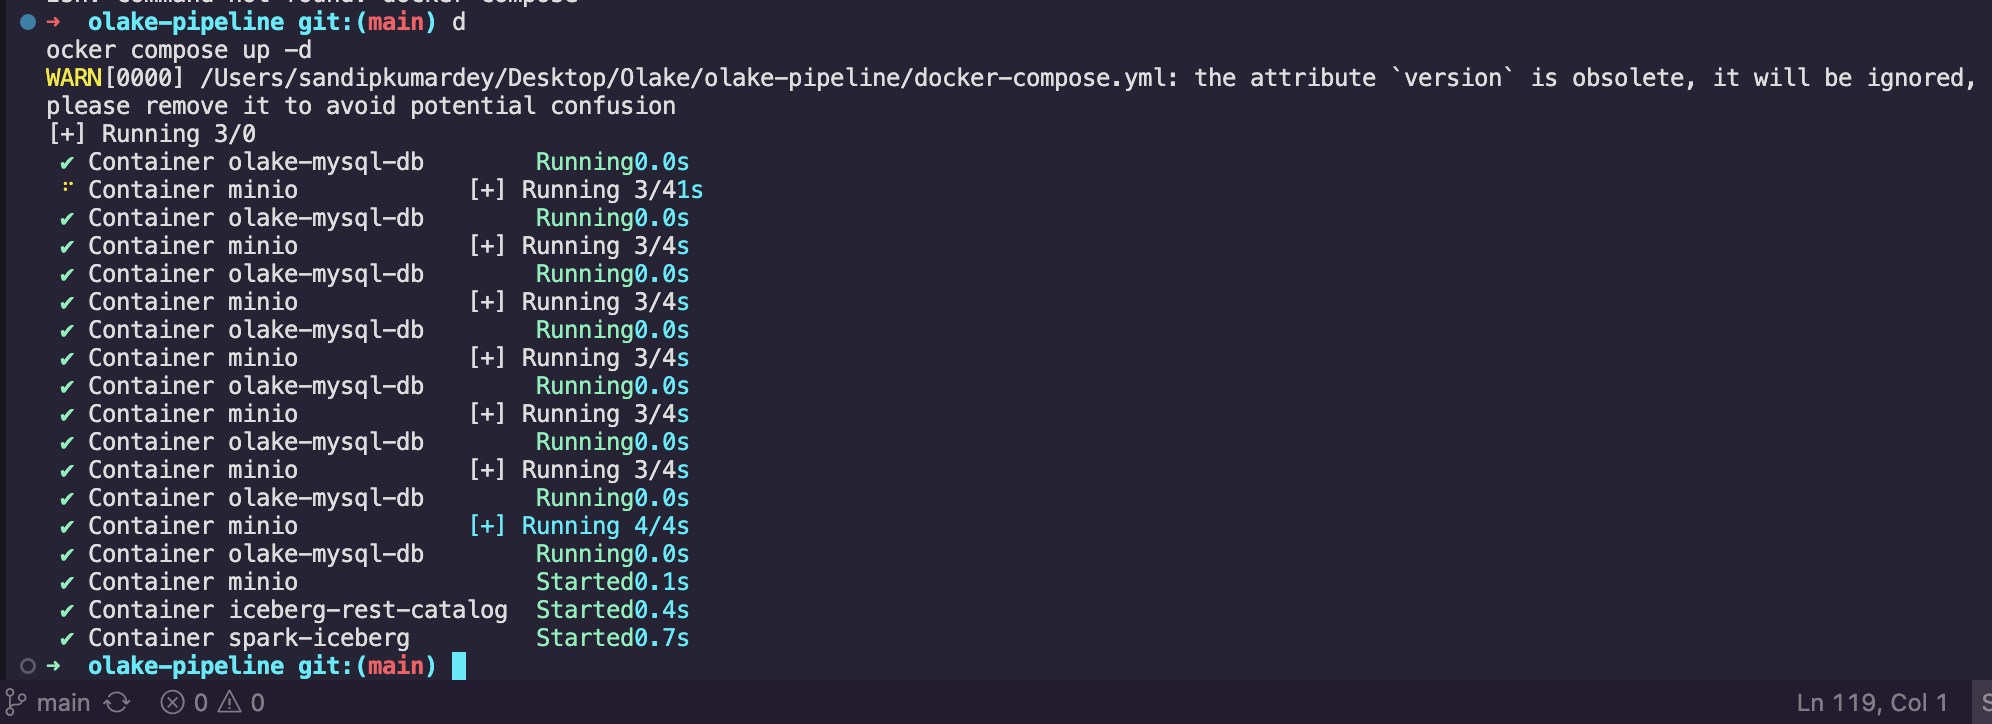 zsh: command not found: docker-compose
➜  olake-pipeline git:(main) d
ocker compose up -d
WARN[0000] /Users/sandipkumardey/Desktop/Olake/olake-pipeline/docker-compose.yml: the attribute `version` is obsolete, it will be ignored,
please remove it to avoid potential confusion
[+] Running 3/0
✔ Container olake-mysql-db        Running0.0s
⠋ Container minio            [+] Running 3/41s
✔ Container olake-mysql-db        Running0.0s
✔ Container minio            [+] Running 3/4s
✔ Container olake-mysql-db        Running0.0s
✔ Container minio            [+] Running 3/4s
✔ Container olake-mysql-db        Running0.0s
✔ Container minio            [+] Running 3/4s
✔ Container olake-mysql-db        Running0.0s
✔ Container minio            [+] Running 3/4s
✔ Container olake-mysql-db        Running0.0s
✔ Container minio            [+] Running 3/4s
✔ Container olake-mysql-db        Running0.0s
✔ Container minio            [+] Running 4/4s
✔ Container olake-mysql-db        Running0.0s
✔ Container minio                 Started0.1s
✔ Container iceberg-rest-catalog  Started0.4s
✔ Container spark-iceberg         Started0.7s
➜  olake-pipeline git:(main)
main 0 0 Ln 119, Col 1